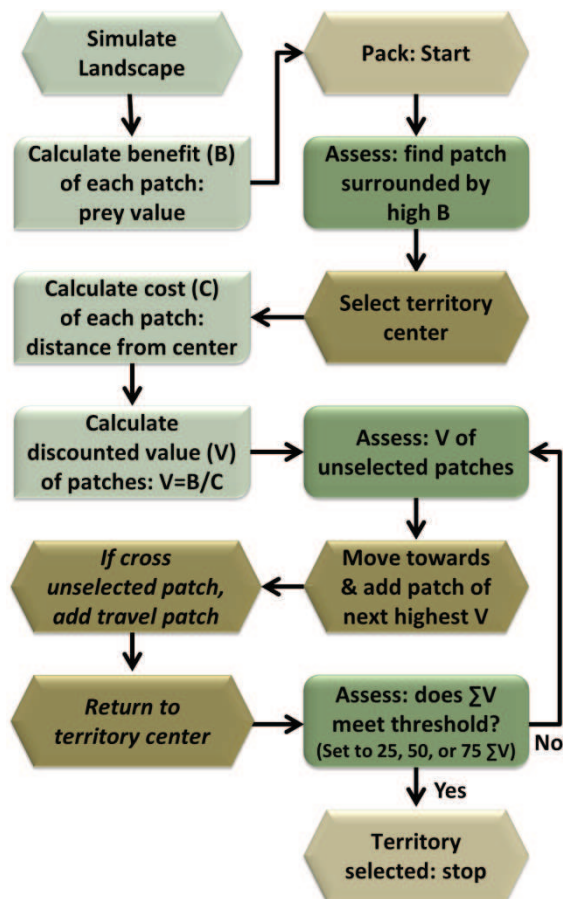 Simulate
Landscape
Pack: Start
Calculate benefit (B)
of each patch:
prey value
Assess: find patch
surrounded by
high B
Calculate cost (C)
of each patch:
distance from center
Select territory
center
Calculate
discounted value (V)
of patches: V=B/C
Assess: V of
unselected patches
If cross
unselected patch,
add travel patch
Move towards
& add patch of
next highest V
Return to
territory center
Assess: does ∑V
meet threshold?
(Set to 25, 50, or 75 ∑V)
No
Yes
Territory
selected: stop